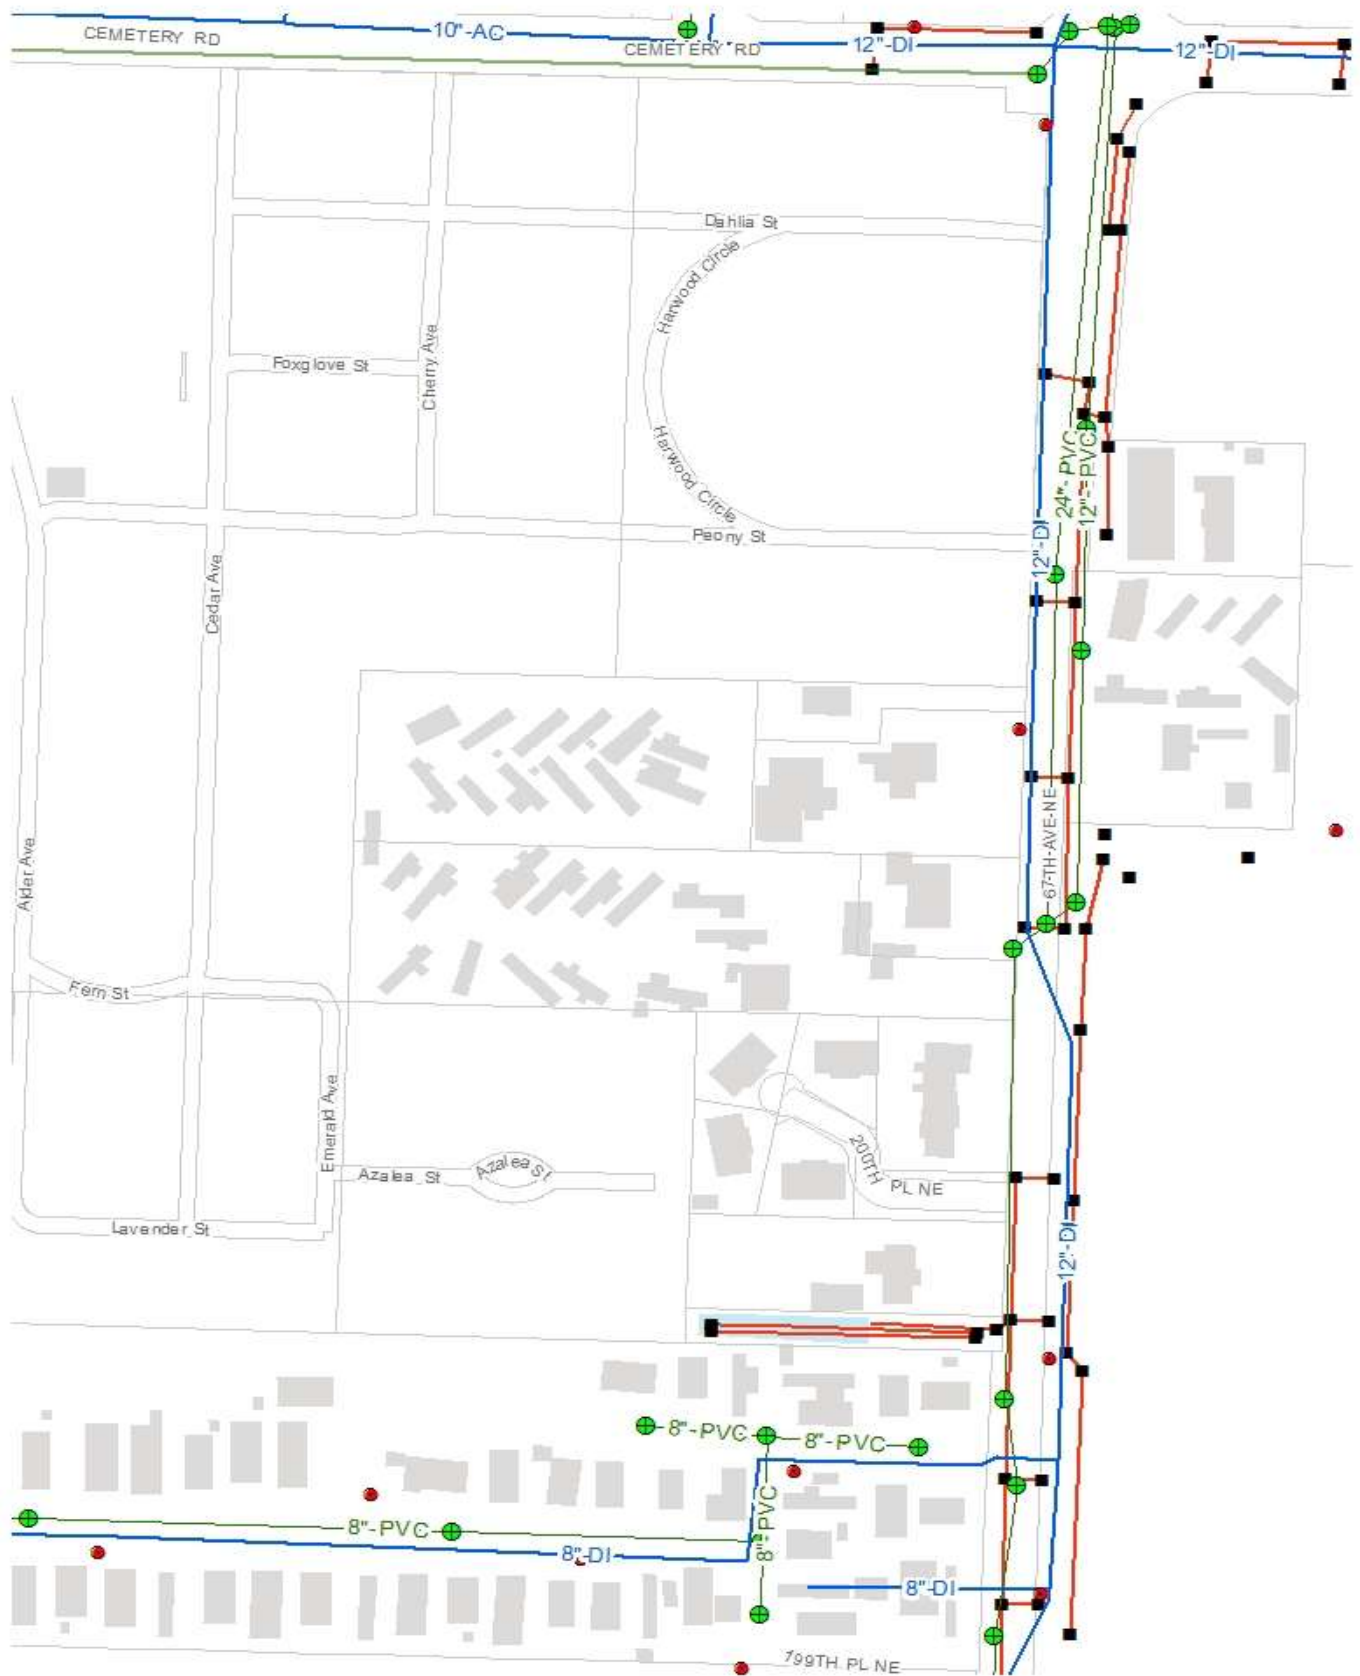 10"-AC
CEMETERY RD
CEMETERY RD
12"-DI
12"-DI
Dahlia St
Harwood Circle
Foxglove St
Cherry Ave
Harwood Circle
24"-PVC
12"-PVC
Peony St
12"-DI
Cedar Ave
67-TH-AVE-NE
Alder Ave
Fern St
Emerald Ave
Azalea St
Azalea St
200TH
PL NE
Lavender St
12"-DI
8"-PVC
8"-PVC
8"-PVC
8"-PVC
8"-DI
8"-DI
199TH PL NE